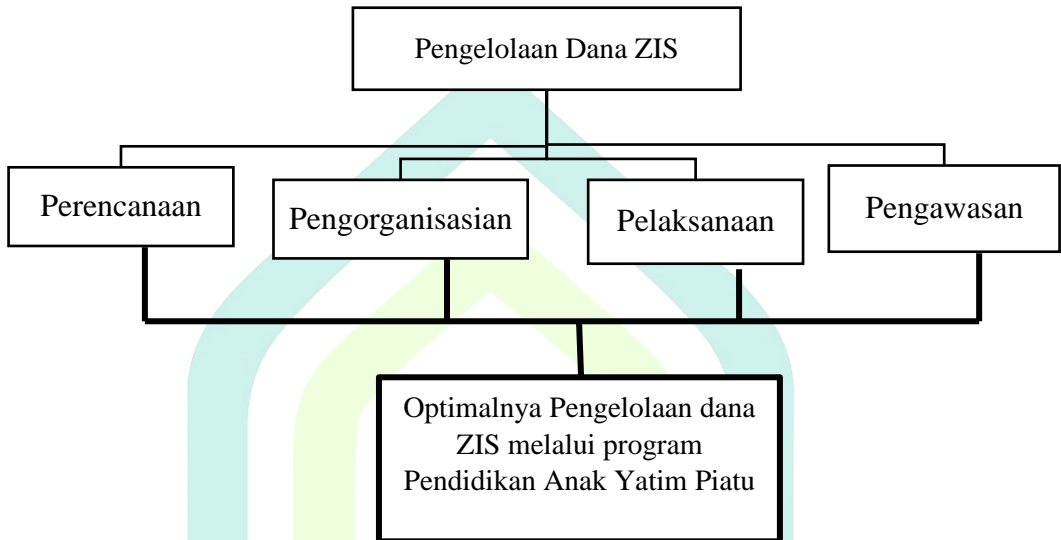 Pengelolaan Dana ZIS
Perencanaan
Pengorganisasian
Pelaksanaan
Pengawasan
Optimalnya Pengelolaan dana
ZIS melalui program
Pendidikan Anak Yatim Piatu